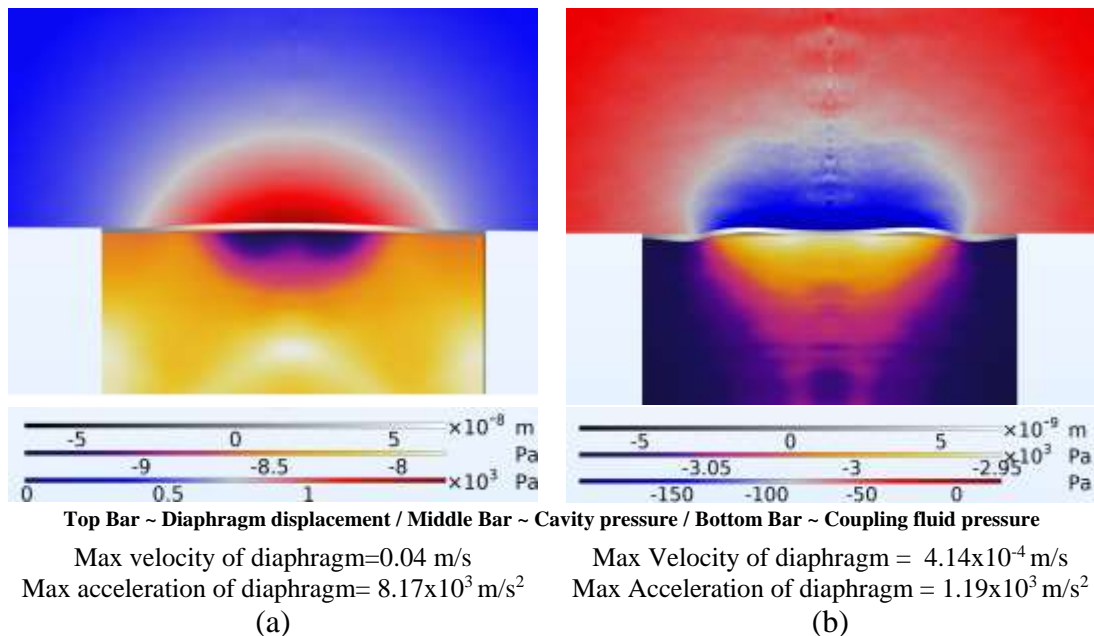 ×10⁻⁸ m
-5 0 5
Pa
-9 -8.5 -8
×10³ Pa
0 0.5 1
×10⁻⁹ m
-5 0 5
×10³ Pa
-3.05 -3 -2.95
Pa
-150 -100 -50 0
Top Bar ~ Diaphragm displacement / Middle Bar ~ Cavity pressure / Bottom Bar ~ Coupling fluid pressure
Max velocity of diaphragm=0.04 m/s
Max acceleration of diaphragm= 8.17x10³ m/s²
(a)
Max Velocity of diaphragm = 4.14x10⁻⁴ m/s
Max Acceleration of diaphragm = 1.19x10³ m/s²
(b)